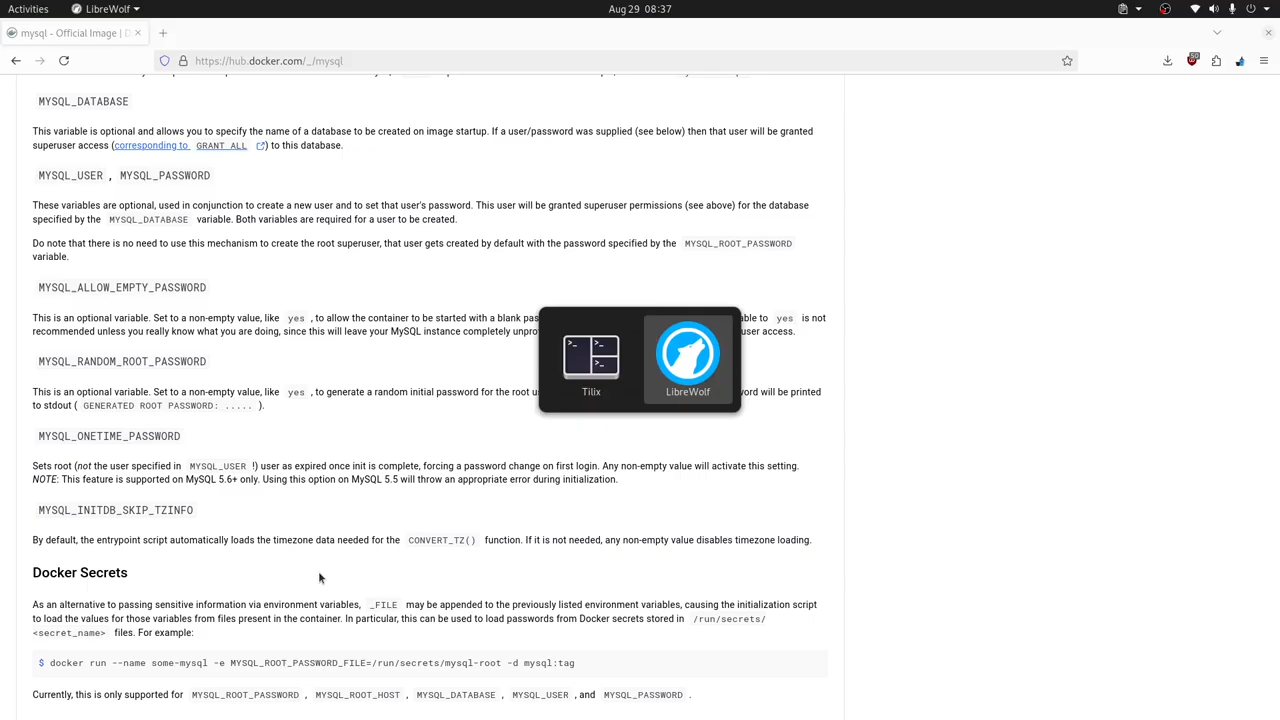 Activities LibreWolf Aug 29 08:37
mysql - Official Image | D
https://hub.docker.com/_/mysql
MYSQL_DATABASE
This variable is optional and allows you to specify the name of a database to be created on image startup. If a user/password was supplied (see below) then that user will be granted
superuser access (corresponding to GRANT ALL ) to this database.
MYSQL_USER , MYSQL_PASSWORD
These variables are optional, used in conjunction to create a new user and to set that user's password. This user will be granted superuser permissions (see above) for the database
specified by the MYSQL_DATABASE variable. Both variables are required for a user to be created.
Do note that there is no need to use this mechanism to create the root superuser, that user gets created by default with the password specified by the MYSQL_ROOT_PASSWORD
variable.
MYSQL_ALLOW_EMPTY_PASSWORD
This is an optional variable. Set to a non-empty value, like yes , to allow the container to be started with a blank pas able to yes is not
recommended unless you really know what you are doing, since this will leave your MySQL instance completely unpro user access.
MYSQL_RANDOM_ROOT_PASSWORD
This is an optional variable. Set to a non-empty value, like yes , to generate a random initial password for the root us word will be printed
to stdout ( GENERATED ROOT PASSWORD: ..... ).
Tilix LibreWolf
MYSQL_ONETIME_PASSWORD
Sets root (not the user specified in MYSQL_USER !) user as expired once init is complete, forcing a password change on first login. Any non-empty value will activate this setting.
NOTE: This feature is supported on MySQL 5.6+ only. Using this option on MySQL 5.5 will throw an appropriate error during initialization.
MYSQL_INITDB_SKIP_TZINFO
By default, the entrypoint script automatically loads the timezone data needed for the CONVERT_TZ() function. If it is not needed, any non-empty value disables timezone loading.
Docker Secrets
As an alternative to passing sensitive information via environment variables, _FILE may be appended to the previously listed environment variables, causing the initialization script
to load the values for those variables from files present in the container. In particular, this can be used to load passwords from Docker secrets stored in /run/secrets/
<secret_name> files. For example:
$ docker run --name some-mysql -e MYSQL_ROOT_PASSWORD_FILE=/run/secrets/mysql-root -d mysql:tag
Currently, this is only supported for MYSQL_ROOT_PASSWORD , MYSQL_ROOT_HOST , MYSQL_DATABASE , MYSQL_USER , and MYSQL_PASSWORD .